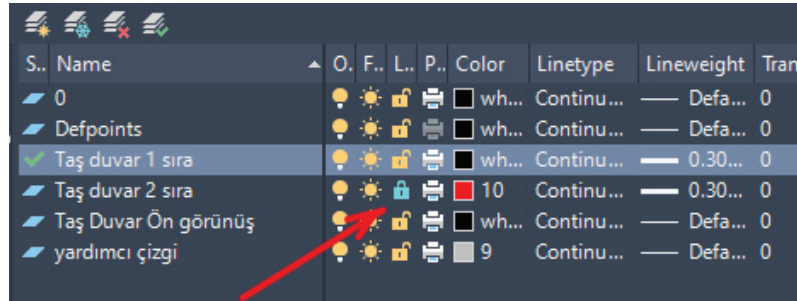 S.. Name O. F.. L.. P.. Color Linetype Lineweight Tran
0 wh... Continu... Defa... 0
Defpoints wh... Continu... Defa... 0
Taş duvar 1 sıra wh... Continu... 0.30... 0
Taş duvar 2 sıra 10 Continu... 0.30... 0
Taş Duvar Ön görünüş wh... Continu... Defa... 0
yardımcı çizgi 9 Continu... Defa... 0